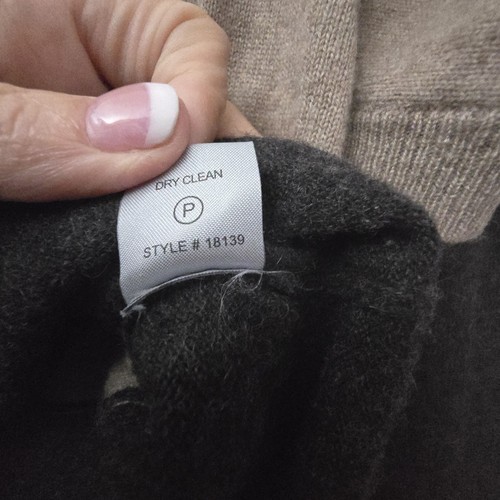 DRY CLEAN
P
STYLE # 18139